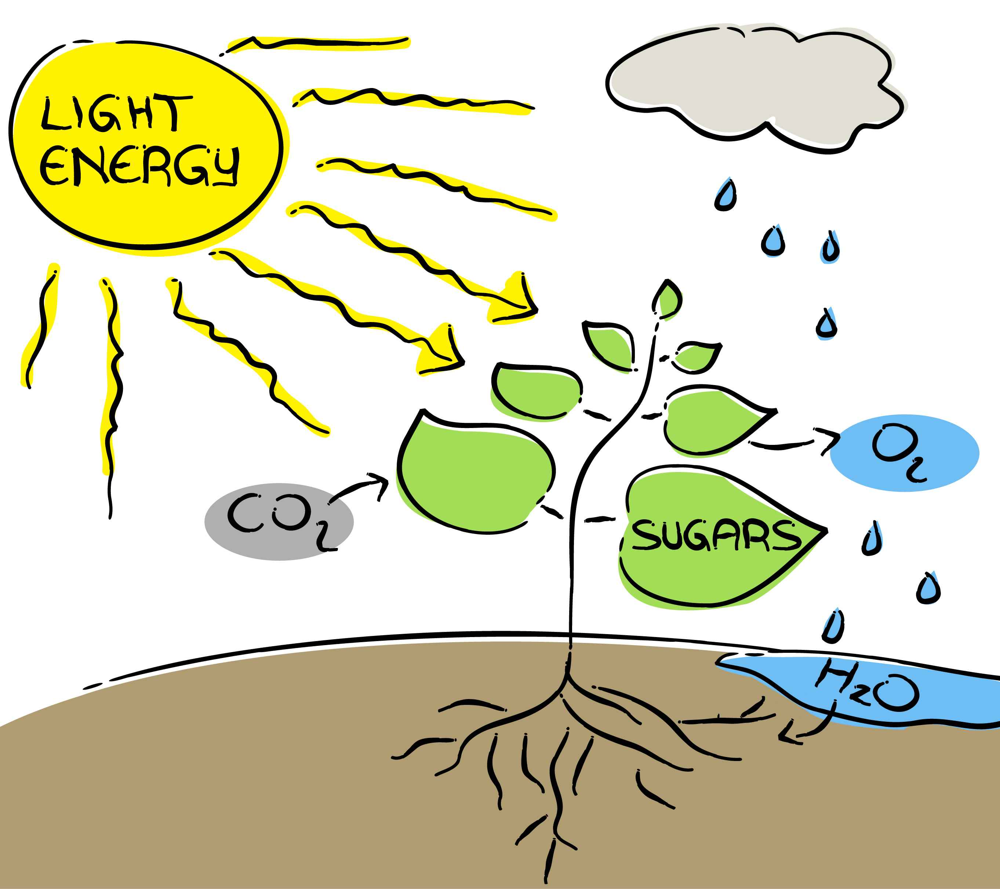 LIGHT
ENERGY
O₂
CO₂
SUGARS
H₂O